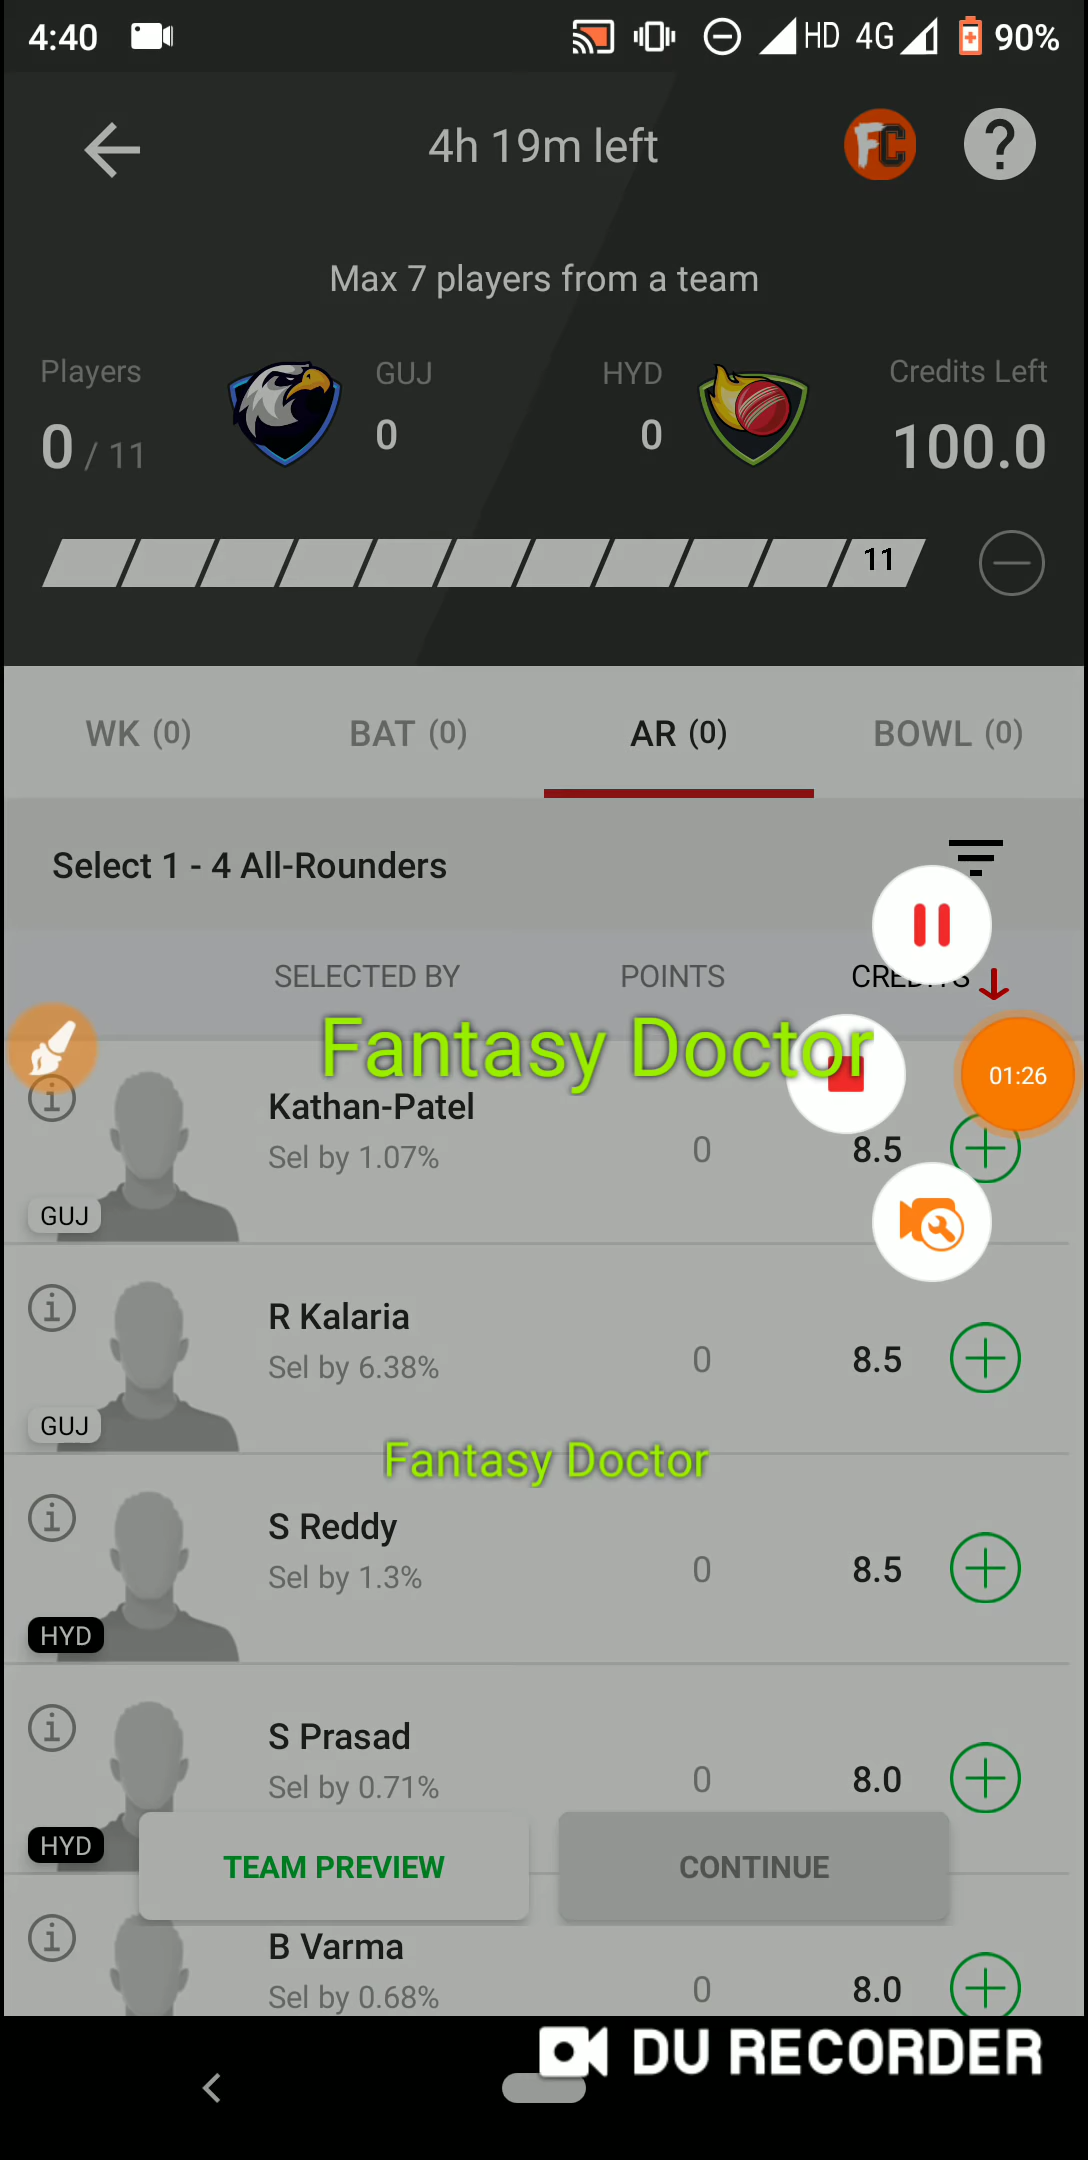 4:40
HD 4G 90%
4h 19m left
FC
?
Max 7 players from a team
Players
GUJ
HYD
Credits Left
0 / 11
0
0
100.0
11
WK (0)
BAT (0)
AR (0)
BOWL (0)
Select 1 - 4 All-Rounders
SELECTED BY
POINTS
CREDITS
Fantasy Doctor
01:26
Kathan-Patel
Sel by 1.07%
0
8.5
GUJ
R Kalaria
Sel by 6.38%
0
8.5
GUJ
Fantasy Doctor
S Reddy
Sel by 1.3%
0
8.5
HYD
S Prasad
Sel by 0.71%
0
8.0
HYD
TEAM PREVIEW
CONTINUE
B Varma
Sel by 0.68%
0
8.0
DU RECORDER